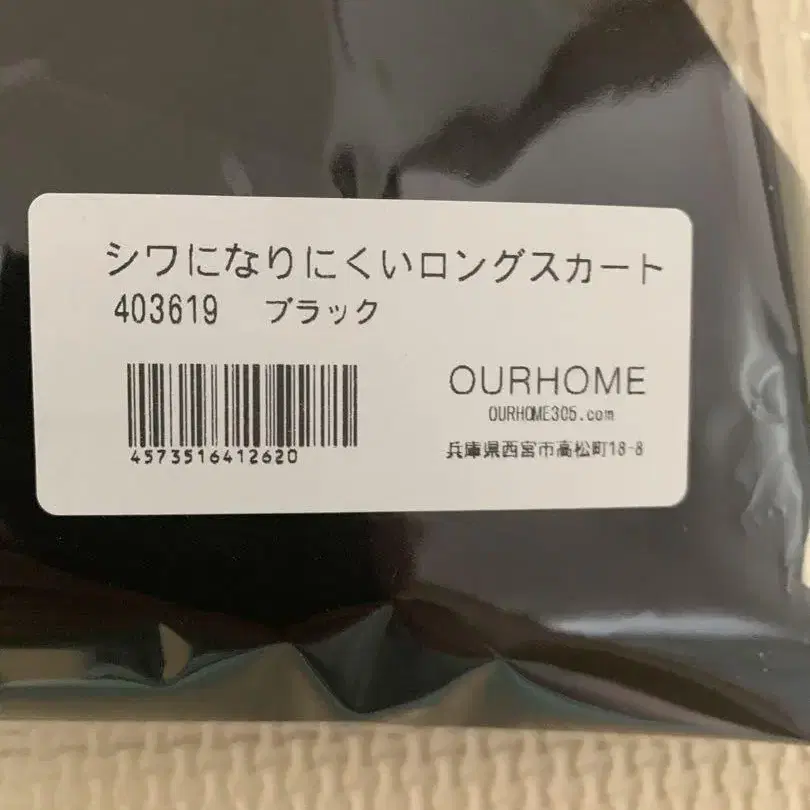 シワになりにくいロングスカート
403619 ブラック
4573516412620
OURHOME
OURHOME305.com
兵庫県西宮市高松町18-8